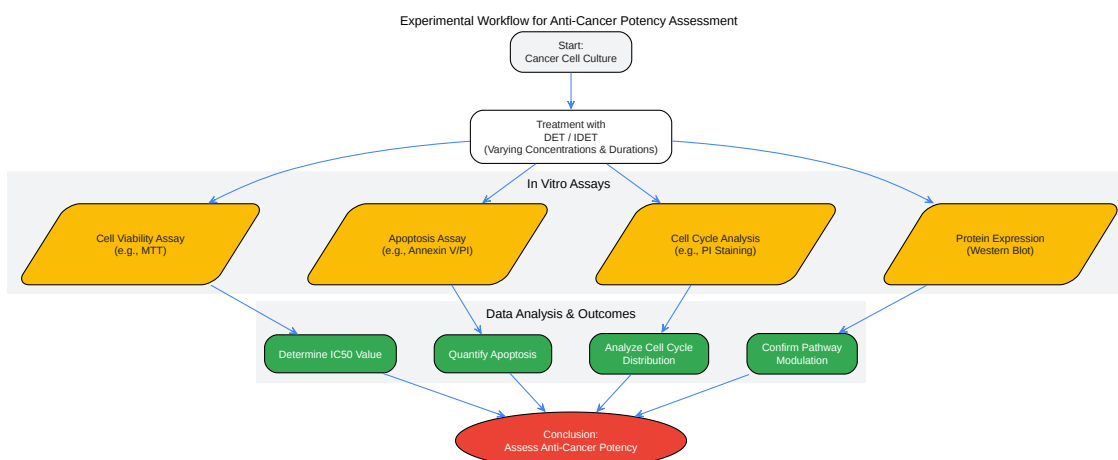 Experimental Workflow for Anti-Cancer Potency Assessment
Start:
Cancer Cell Culture
Treatment with
DET / IDET
(Varying Concentrations & Durations)
In Vitro Assays
Cell Viability Assay
(e.g., MTT)
Apoptosis Assay
(e.g., Annexin V/PI)
Cell Cycle Analysis
(e.g., PI Staining)
Protein Expression
(Western Blot)
Data Analysis & Outcomes
Determine IC50 Value
Quantify Apoptosis
Analyze Cell Cycle
Distribution
Confirm Pathway
Modulation
Conclusion:
Assess Anti-Cancer Potency